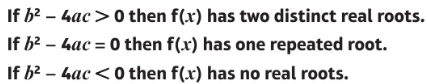 If b² – 4ac > 0 then f(x) has two distinct real roots.
If b² – 4ac = 0 then f(x) has one repeated root.
If b² – 4ac < 0 then f(x) has no real roots.